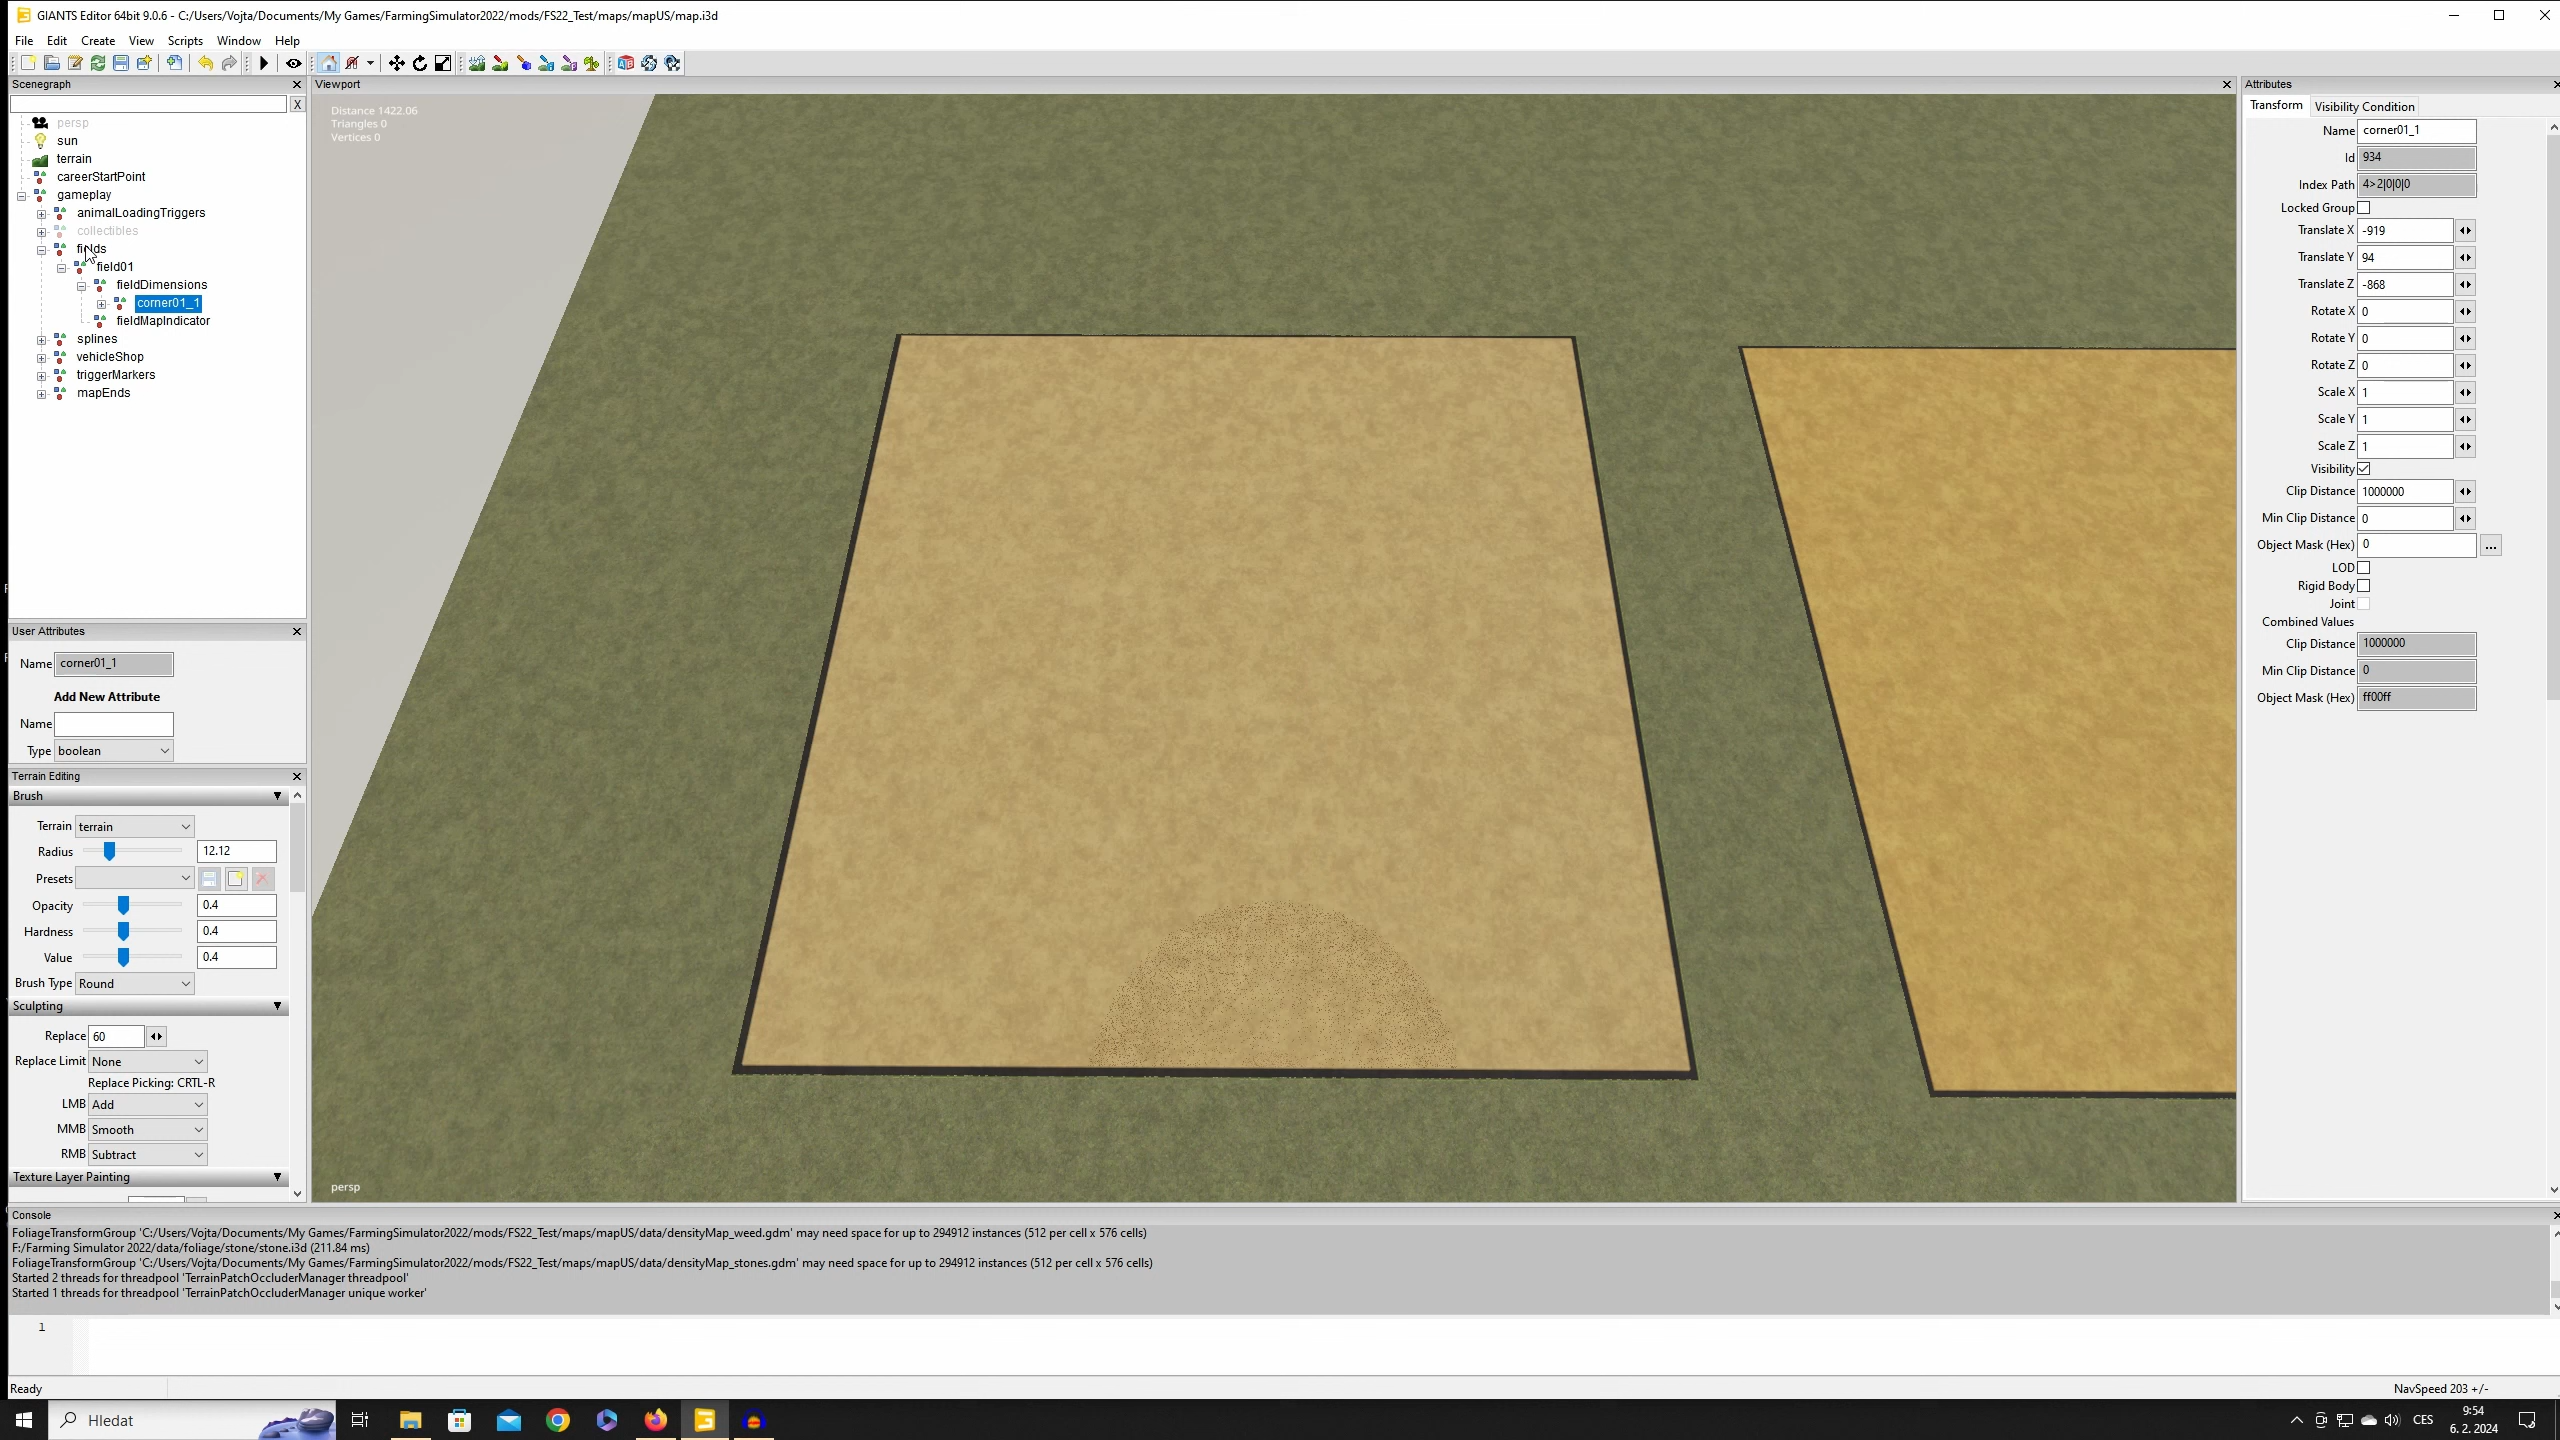 GIANTS Editor 64bit 9.0.6 - C:/Users/Vojta/Documents/My Games/FarmingSimulator2022/mods/FS22_Test/maps/mapUS/map.i3d
File Edit Create View Scripts Window Help
Scenegraph
X
persp
sun
terrain
careerStartPoint
gameplay
animalLoadingTriggers
collectibles
fields
field01
fieldDimensions
corner01_1
fieldMapIndicator
splines
vehicleShop
triggerMarkers
mapEnds
User Attributes
Name corner01_1
Add New Attribute
Name
Type boolean
Terrain Editing
Brush
Terrain terrain
Radius 12.12
Presets
Opacity 0.4
Hardness 0.4
Value 0.4
Brush Type Round
Sculpting
Replace 60
Replace Limit None
Replace Picking: CRTL-R
LMB Add
MMB Smooth
RMB Subtract
Texture Layer Painting
Viewport
Distance 1422.06
Triangles 0
Vertices 0
persp
Attributes
Transform Visibility Condition
Name corner01_1
Id 934
Index Path 4>2|0|0|0
Locked Group
Translate X -919
Translate Y 94
Translate Z -868
Rotate X 0
Rotate Y 0
Rotate Z 0
Scale X 1
Scale Y 1
Scale Z 1
Visibility
Clip Distance 1000000
Min Clip Distance 0
Object Mask (Hex) 0 ...
LOD
Rigid Body
Joint
Combined Values
Clip Distance 1000000
Min Clip Distance 0
Object Mask (Hex) ff00ff
Console
FoliageTransformGroup 'C:/Users/Vojta/Documents/My Games/FarmingSimulator2022/mods/FS22_Test/maps/mapUS/data/densityMap_weed.gdm' may need space for up to 294912 instances (512 per cell x 576 cells)
F:/Farming Simulator 2022/data/foliage/stone/stone.i3d (211.84 ms)
FoliageTransformGroup 'C:/Users/Vojta/Documents/My Games/FarmingSimulator2022/mods/FS22_Test/maps/mapUS/data/densityMap_stones.gdm' may need space for up to 294912 instances (512 per cell x 576 cells)
Started 2 threads for threadpool 'TerrainPatchOccluderManager threadpool'
Started 1 threads for threadpool 'TerrainPatchOccluderManager unique worker'
1
Ready
NavSpeed 203 +/-
Hledat
CES
9:54
6. 2. 2024